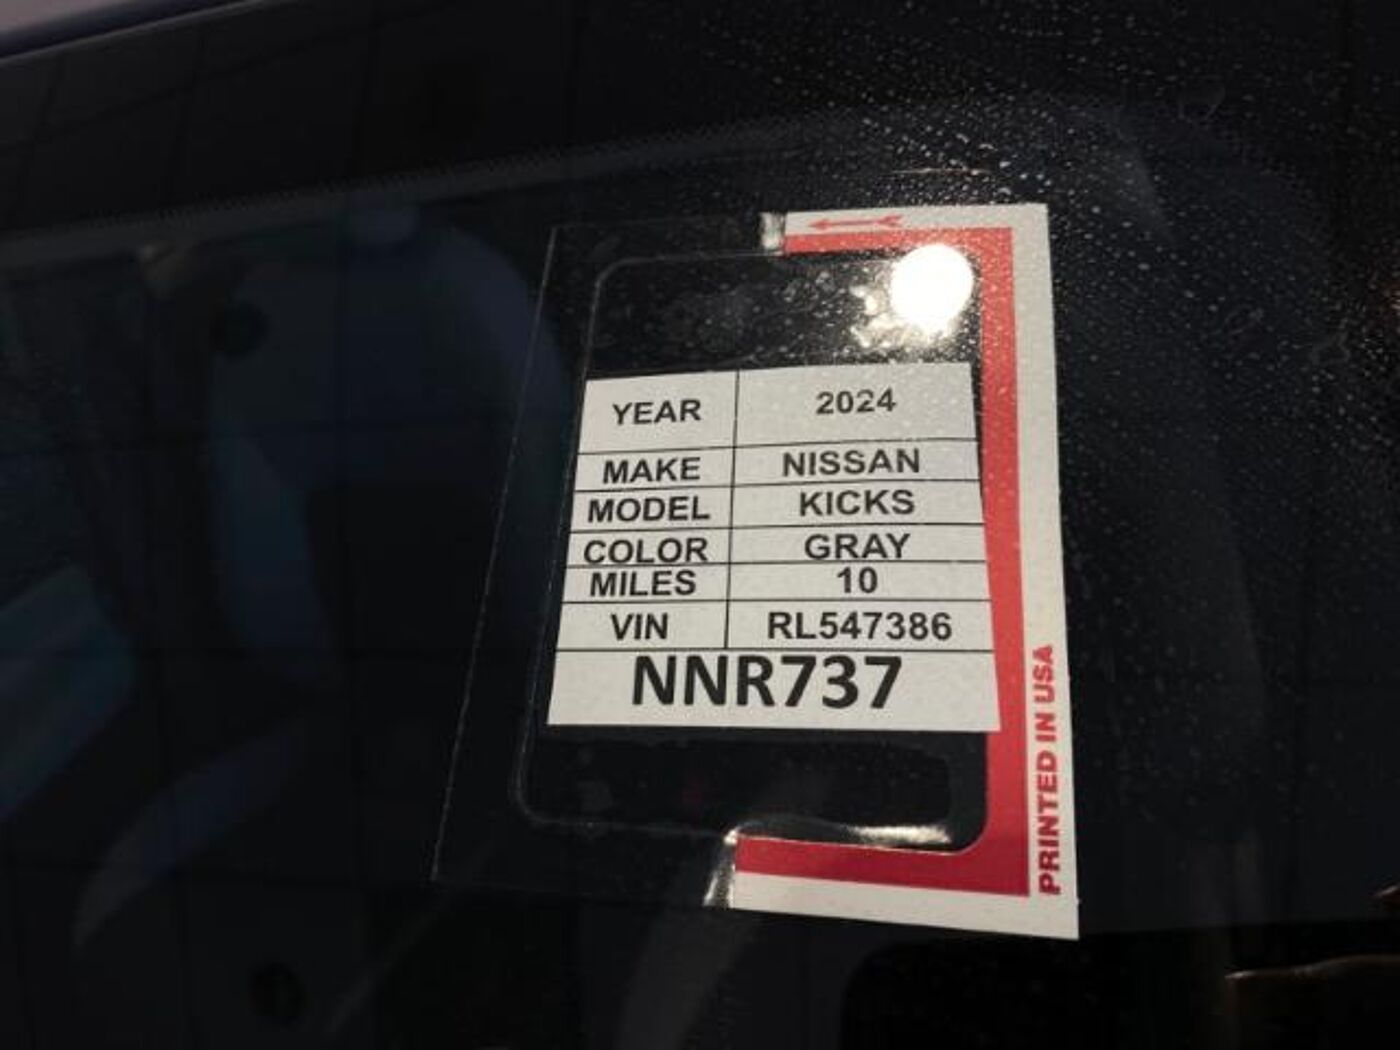 YEAR 2024
MAKE NISSAN
MODEL KICKS
COLOR GRAY
MILES 10
VIN RL547386
NNR737
PRINTED IN USA